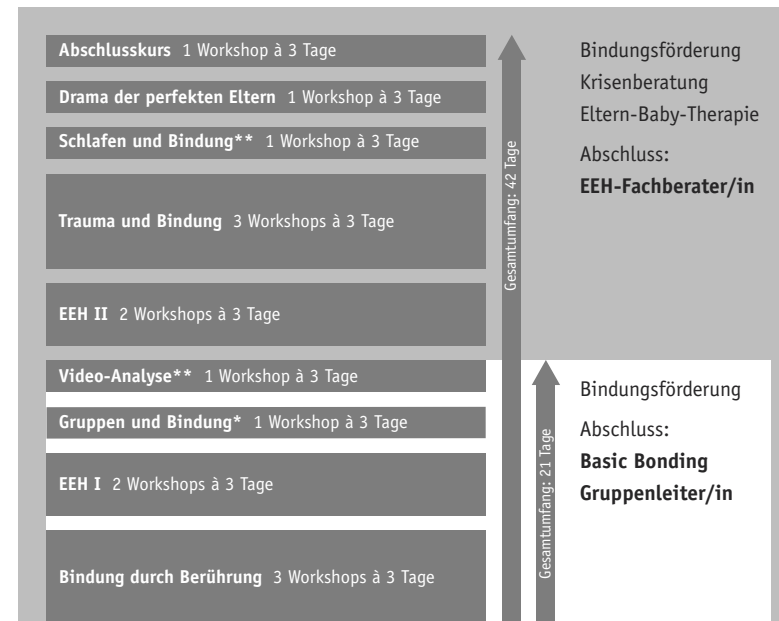 Abschlusskurs 1 Workshop à 3 Tage
Drama der perfekten Eltern 1 Workshop à 3 Tage
Schlafen und Bindung** 1 Workshop à 3 Tage
Trauma und Bindung 3 Workshops à 3 Tage
EEH II 2 Workshops à 3 Tage
Video-Analyse** 1 Workshop à 3 Tage
Gruppen und Bindung* 1 Workshop à 3 Tage
EEH I 2 Workshops à 3 Tage
Bindung durch Berührung 3 Workshops à 3 Tage
Gesamtumfang: 42 Tage
Gesamtumfang: 21 Tage
Bindungsförderung
Krisenberatung
Eltern-Baby-Therapie
Abschluss:
EEH-Fachberater/in
Bindungsförderung
Abschluss:
Basic Bonding
Gruppenleiter/in